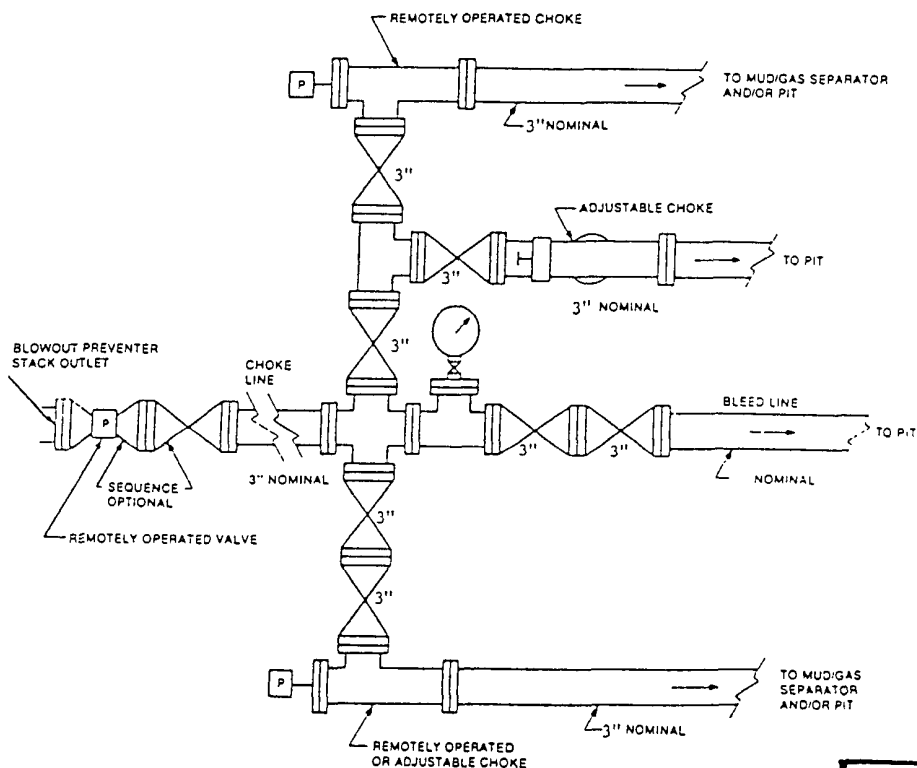 REMOTELY OPERATED CHOKE
P
TO MUD/GAS SEPARATOR
AND/OR PIT
3" NOMINAL
3"
ADJUSTABLE CHOKE
3"
TO PIT
3" NOMINAL
3"
BLOWOUT PREVENTER
STACK OUTLET
CHOKE
LINE
BLEED LINE
P
TO PIT
3"
3"
SEQUENCE
OPTIONAL
3" NOMINAL
NOMINAL
3"
REMOTELY OPERATED VALVE
3"
P
TO MUD/GAS
SEPARATOR
AND/OR PIT
3" NOMINAL
REMOTELY OPERATED
OR ADJUSTABLE CHOKE